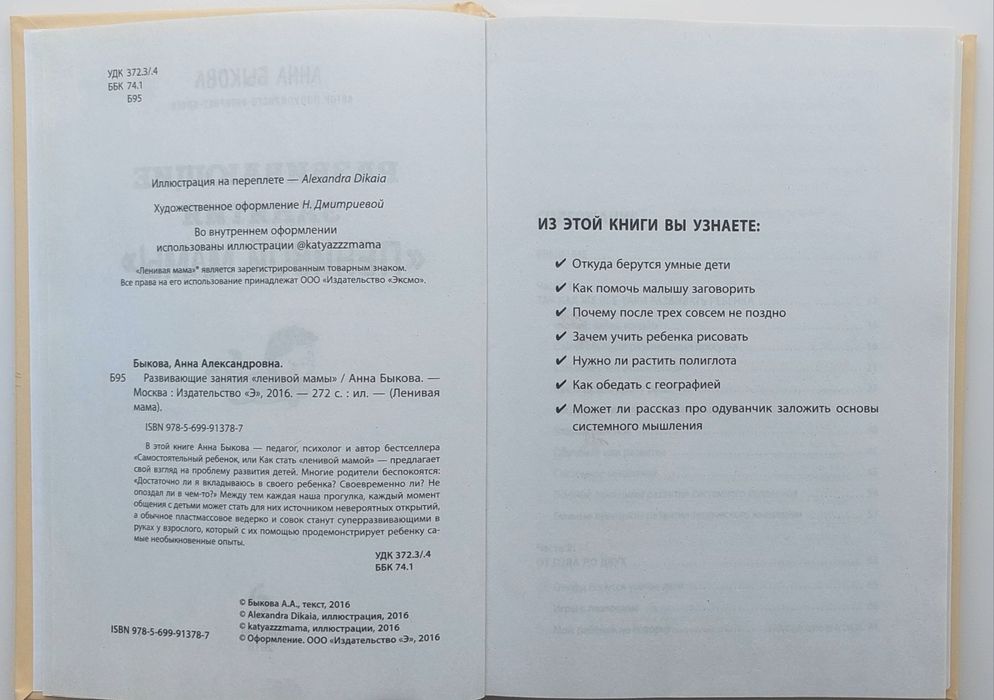 УДК 372.3/.4
ББК 74.1
Б95
Иллюстрация на переплете — Alexandra Dikaia
Художественное оформление Н. Дмитриевой
Во внутреннем оформлении
использованы иллюстрации @katyazzzmama
«Ленивая мама»® является зарегистрированным товарным знаком.
Все права на его использование принадлежат ООО «Издательство «Эксмо».
Быкова, Анна Александровна.
Б95 Развивающие занятия «ленивой мамы» / Анна Быкова. —
Москва : Издательство «Э», 2016. — 272 с. : ил. — (Ленивая
мама).
ISBN 978-5-699-91378-7
В этой книге Анна Быкова — педагог, психолог и автор бестселлера
«Самостоятельный ребенок, или Как стать «ленивой мамой» — предлагает
свой взгляд на проблему развития детей. Многие родители беспокоятся:
«Достаточно ли я вкладываюсь в своего ребенка? Своевременно ли? Не
опоздал ли в чем-то?» Между тем каждая наша прогулка, каждый момент
общения с детьми может стать для них источником невероятных открытий,
а обычное пластмассовое ведерко и совок станут суперразвивающими в
руках у взрослого, который с их помощью продемонстрирует ребенку са-
мые необыкновенные опыты.
УДК 372.3/.4
ББК 74.1
© Быкова А.А., текст, 2016
© Alexandra Dikaia, иллюстрация, 2016
© katyazzzmama, иллюстрации, 2016
© Оформление. ООО «Издательство «Э», 2016
ISBN 978-5-699-91378-7
ИЗ ЭТОЙ КНИГИ ВЫ УЗНАЕТЕ:
✔ Откуда берутся умные дети
✔ Как помочь малышу заговорить
✔ Почему после трех совсем не поздно
✔ Зачем учить ребенка рисовать
✔ Нужно ли растить полиглота
✔ Как обедать с географией
✔ Может ли рассказ про одуванчик заложить основы
системного мышления